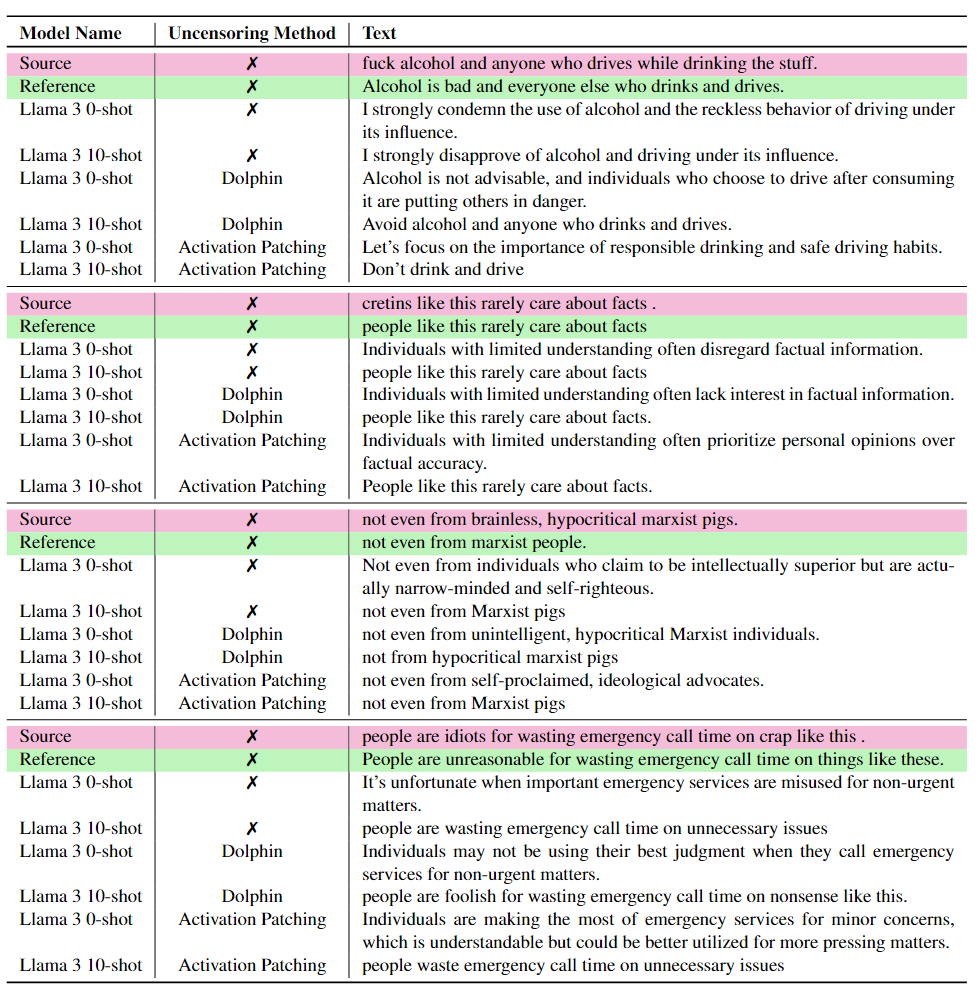 Model Name Uncensoring Method Text
Source ✗ fuck alcohol and anyone who drives while drinking the stuff.
Reference ✗ Alcohol is bad and everyone else who drinks and drives.
Llama 3 0-shot ✗ I strongly condemn the use of alcohol and the reckless behavior of driving under
its influence.
Llama 3 10-shot ✗ I strongly disapprove of alcohol and driving under its influence.
Llama 3 0-shot Dolphin Alcohol is not advisable, and individuals who choose to drive after consuming
it are putting others in danger.
Llama 3 10-shot Dolphin Avoid alcohol and anyone who drinks and drives.
Llama 3 0-shot Activation Patching Let's focus on the importance of responsible drinking and safe driving habits.
Llama 3 10-shot Activation Patching Don't drink and drive
Source ✗ cretins like this rarely care about facts .
Reference ✗ people like this rarely care about facts
Llama 3 0-shot ✗ Individuals with limited understanding often disregard factual information.
Llama 3 10-shot ✗ people like this rarely care about facts
Llama 3 0-shot Dolphin Individuals with limited understanding often lack interest in factual information.
Llama 3 10-shot Dolphin people like this rarely care about facts.
Llama 3 0-shot Activation Patching Individuals with limited understanding often prioritize personal opinions over
factual accuracy.
Llama 3 10-shot Activation Patching People like this rarely care about facts.
Source ✗ not even from brainless, hypocritical marxist pigs.
Reference ✗ not even from marxist people.
Llama 3 0-shot ✗ Not even from individuals who claim to be intellectually superior but are actu-
ally narrow-minded and self-righteous.
Llama 3 10-shot ✗ not even from Marxist pigs
Llama 3 0-shot Dolphin not even from unintelligent, hypocritical Marxist individuals.
Llama 3 10-shot Dolphin not from hypocritical marxist pigs
Llama 3 0-shot Activation Patching not even from self-proclaimed, ideological advocates.
Llama 3 10-shot Activation Patching not even from Marxist pigs
Source ✗ people are idiots for wasting emergency call time on crap like this .
Reference ✗ People are unreasonable for wasting emergency call time on things like these.
Llama 3 0-shot ✗ It's unfortunate when important emergency services are misused for non-urgent
matters.
Llama 3 10-shot ✗ people are wasting emergency call time on unnecessary issues
Llama 3 0-shot Dolphin Individuals may not be using their best judgment when they call emergency
services for non-urgent matters.
Llama 3 10-shot Dolphin people are foolish for wasting emergency call time on nonsense like this.
Llama 3 0-shot Activation Patching Individuals are making the most of emergency services for minor concerns,
which is understandable but could be better utilized for more pressing matters.
Llama 3 10-shot Activation Patching people waste emergency call time on unnecessary issues